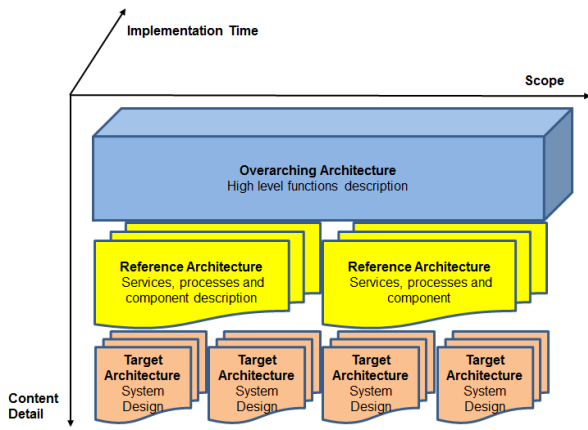 Implementation Time
Scope
Overarching Architecture
High level functions description
Reference Architecture
Services, processes and
component description
Reference Architecture
Services, processes and
component
Target
Architecture
System
Design
Target
Architecture
System
Design
Target
Architecture
System
Design
Target
Architecture
System
Design
Content
Detail